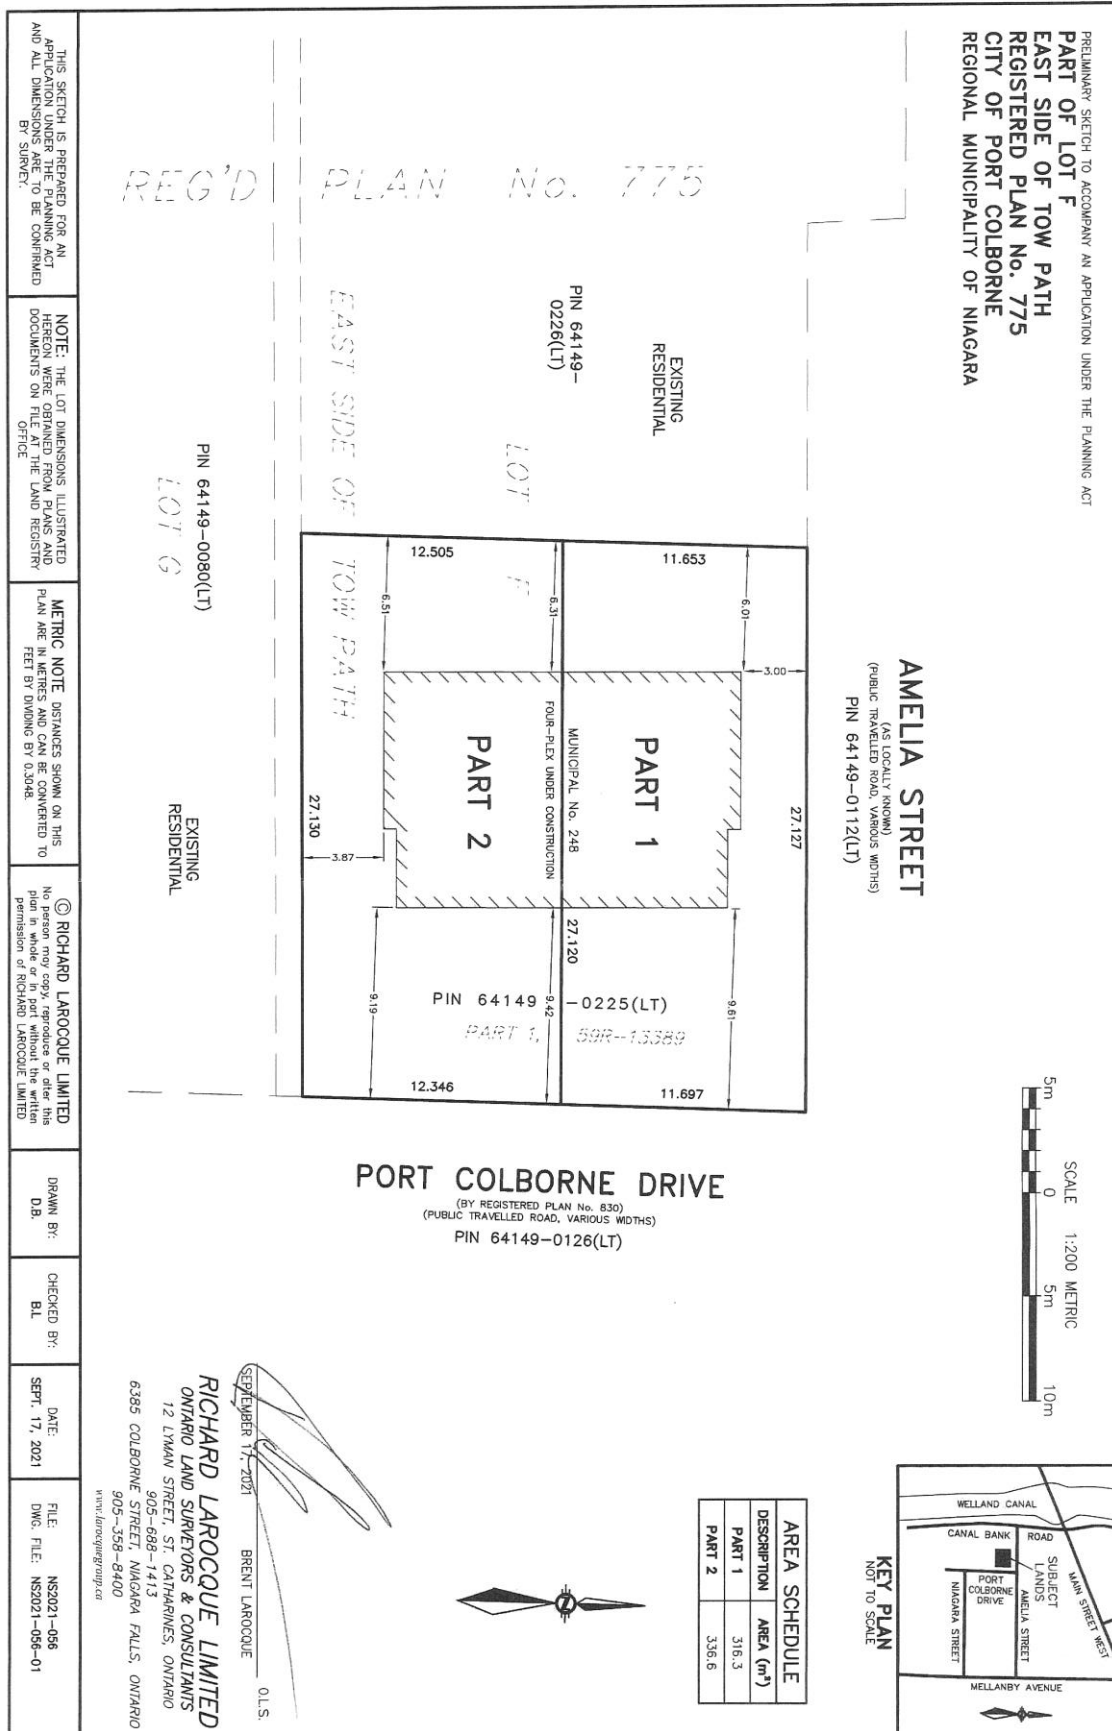 PRELIMINARY SKETCH TO ACCOMPANY AN APPLICATION UNDER THE PLANNING ACT
PART OF LOT F
EAST SIDE OF TOW PATH
REGISTERED PLAN No. 775
CITY OF PORT COLBORNE
REGIONAL MUNICIPALITY OF NIAGARA
5m
0
5m
10m
SCALE 1:200 METRIC
WELLAND CANAL
CANAL BANK ROAD
SUBJECT
LANDS
MAIN STREET WEST
PORT
COLBORNE
DRIVE
AMELIA STREET
NIAGARA STREET
MELLANBY AVENUE
KEY PLAN
NOT TO SCALE
AMELIA STREET
(AS LOCALLY KNOWN)
(PUBLIC TRAVELLED ROAD, VARIOUS WIDTHS)
PIN 64149-0112(LT)
REG'D PLAN No. 775
EXISTING
RESIDENTIAL
PIN 64149-
0226(LT)
LOT F
EAST SIDE OF TOW PATH
27.127
11.653
12.505
6.01
3.00
6.31
6.51
PART 1
MUNICIPAL No. 248
FOUR-PLEX UNDER CONSTRUCTION
PART 2
27.120
9.61
9.42
9.19
PIN 64149-0225(LT)
PART 1, 59R-13389
11.697
12.346
3.87
27.130
PORT COLBORNE DRIVE
(BY REGISTERED PLAN No. 830)
(PUBLIC TRAVELLED ROAD, VARIOUS WIDTHS)
PIN 64149-0126(LT)
PIN 64149-0080(LT)
LOT G
EXISTING
RESIDENTIAL
AREA SCHEDULE
DESCRIPTION AREA (m²)
PART 1 316.3
PART 2 336.6
SEPTEMBER 17, 2021 BRENT LAROCQUE O.L.S.
RICHARD LAROCQUE LIMITED
ONTARIO LAND SURVEYORS & CONSULTANTS
12 LYMAN STREET, ST. CATHARINES, ONTARIO
905-688-1413
6385 COLBORNE STREET, NIAGARA FALLS, ONTARIO
905-358-8400
www.larocquegroup.ca
THIS SKETCH IS PREPARED FOR AN
APPLICATION UNDER THE PLANNING ACT
AND ALL DIMENSIONS ARE TO BE CONFIRMED
BY SURVEY.
NOTE: THE LOT DIMENSIONS ILLUSTRATED
HEREON WERE OBTAINED FROM PLANS AND
DOCUMENTS ON FILE AT THE LAND REGISTRY
OFFICE
METRIC NOTE DISTANCES SHOWN ON THIS
PLAN ARE IN METRES AND CAN BE CONVERTED TO
FEET BY DIVIDING BY 0.3048.
© RICHARD LAROCQUE LIMITED
No person may copy, reproduce or alter this
plan in whole or in part without the written
permission of RICHARD LAROCQUE LIMITED
DRAWN BY:
D.B.
CHECKED BY:
B.L
DATE:
SEPT. 17, 2021
FILE: NS2021-056
DWG. FILE: NS2021-056-01